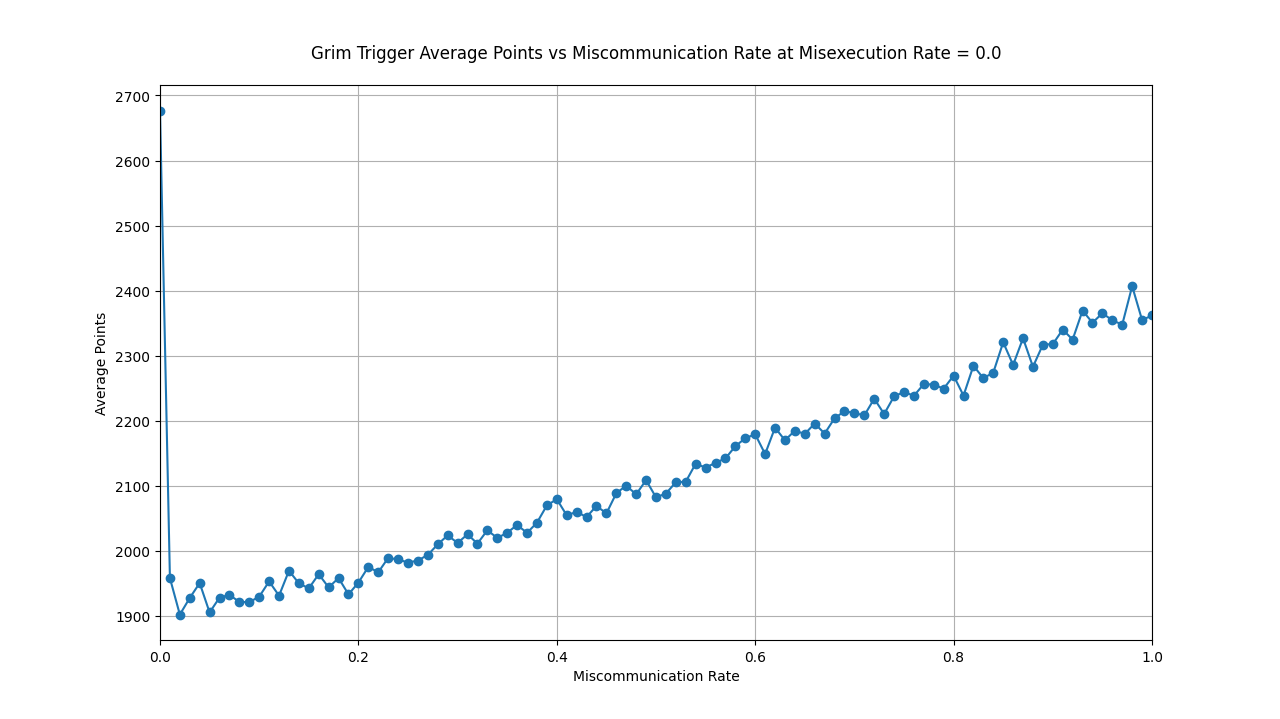 Grim Trigger Average Points vs Miscommunication Rate at Misexecution Rate = 0.0
2700
2600
2500
2400
2300
2200
2100
2000
1900
Average Points
0.0 0.2 0.4 0.6 0.8 1.0
Miscommunication Rate